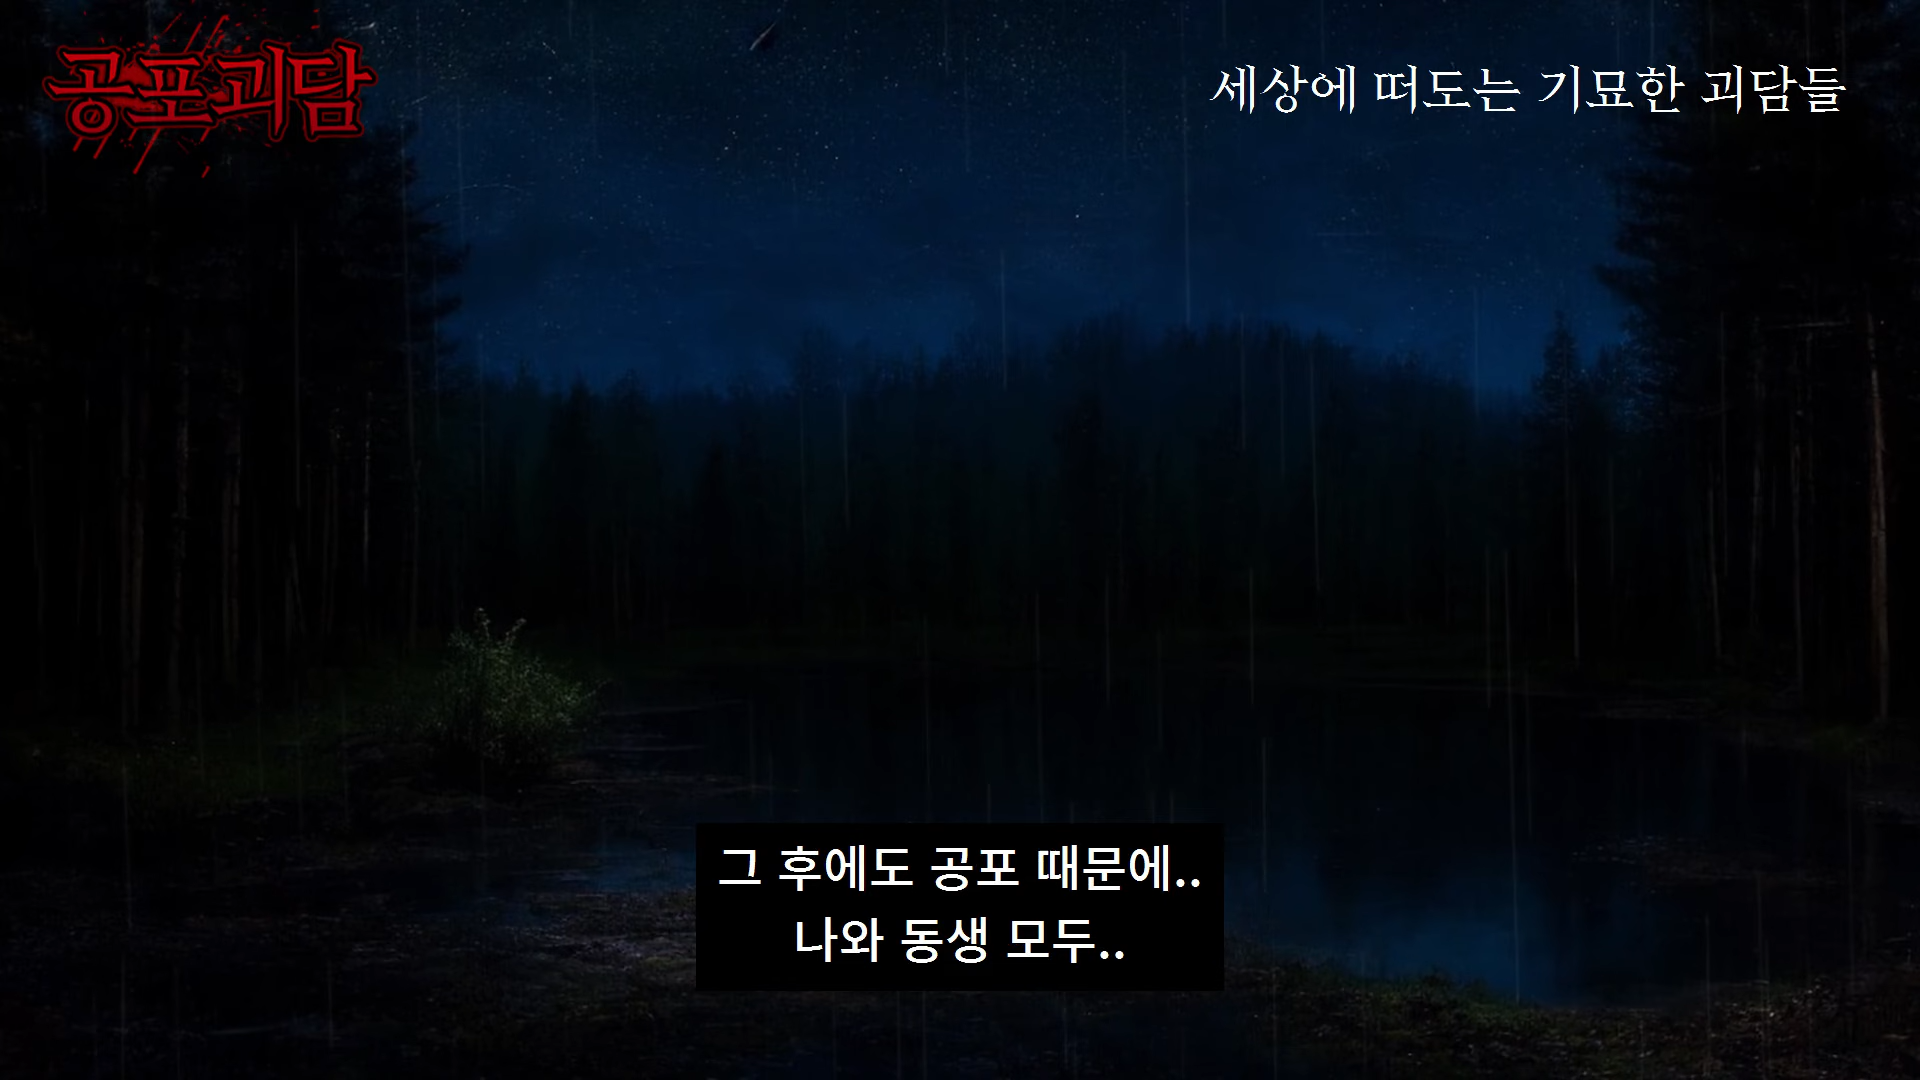 공포괴담
세상에 떠도는 기묘한 괴담들
그 후에도 공포 때문에..
나와 동생 모두..